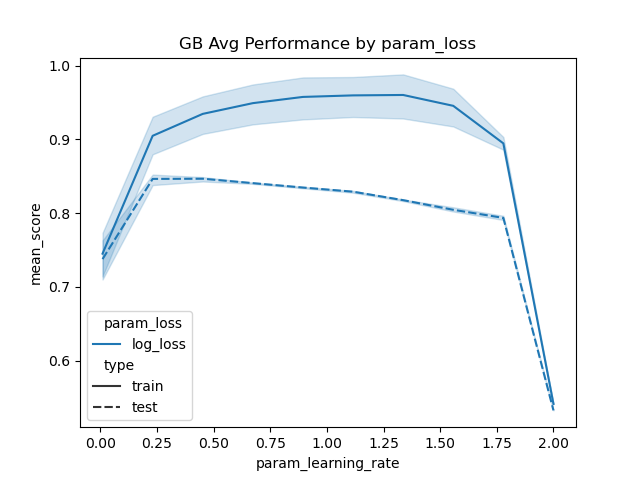 GB Avg Performance by param_loss
mean_score
1.0
0.9
0.8
0.7
0.6
param_loss
log_loss
type
train
test
0.00 0.25 0.50 0.75 1.00 1.25 1.50 1.75 2.00
param_learning_rate